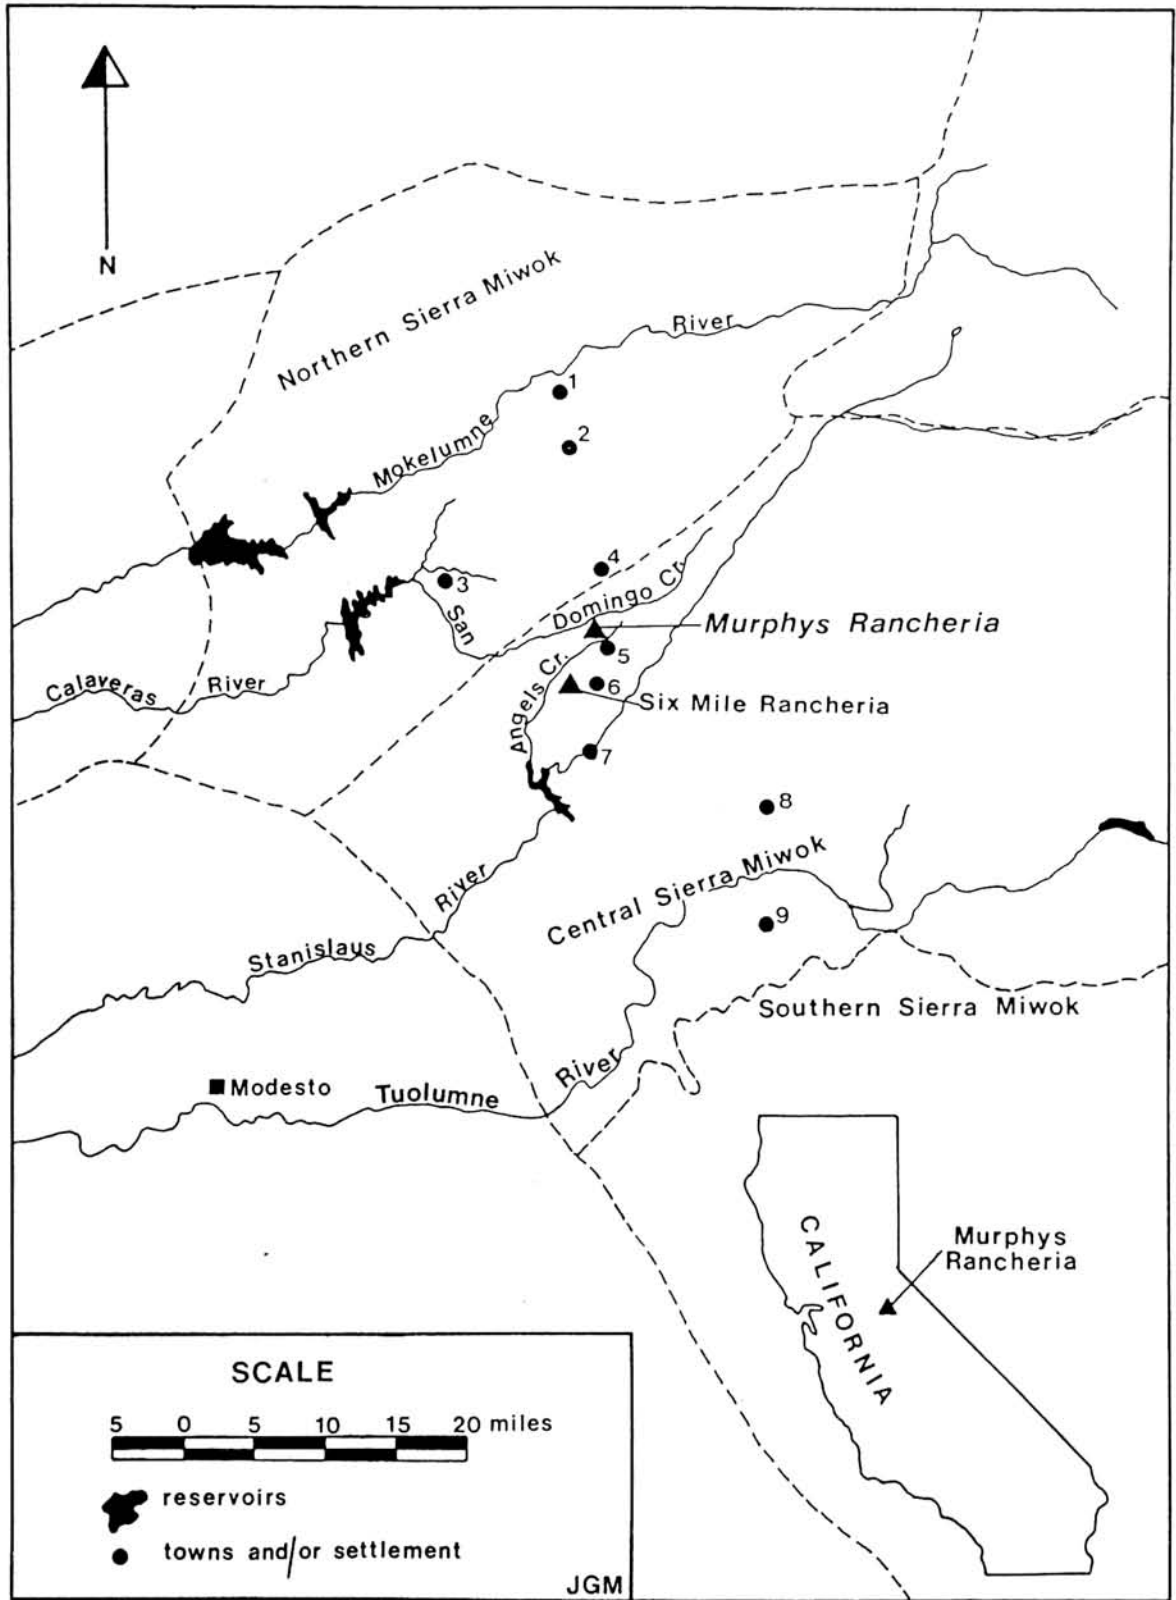 N
Northern Sierra Miwok
River
1
2
Mokelumne
4
3
San
Domingo Cr.
Murphys Rancheria
5
Angels Cr.
6
Six Mile Rancheria
Calaveras River
7
8
River
Central Sierra Miwok
9
Stanislaus
Southern Sierra Miwok
River
Modesto
Tuolumne
CALIFORNIA
Murphys
Rancheria
SCALE
5 0 5 10 15 20 miles
reservoirs
towns and/or settlement
JGM